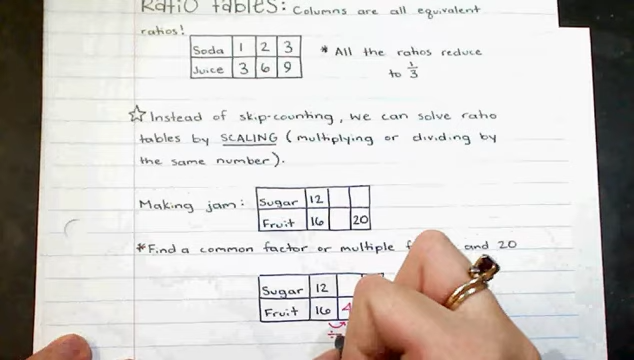 Ratio tables: Columns are all equivalent
ratios!
Soda 1 2 3
Juice 3 6 9
* All the ratios reduce
to 1/3
☆ Instead of skip-counting, we can solve ratio
tables by SCALING (multiplying or dividing by
the same number).
Making jam:
Sugar 12
Fruit 16 20
*Find a common factor or multiple and 20
Sugar 12
Fruit 16 4
÷